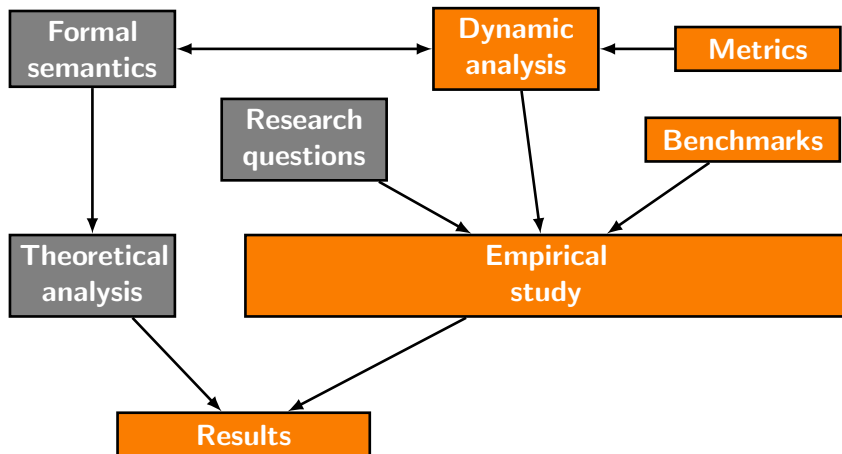 Formal
semantics
Dynamic
analysis
Metrics
Research
questions
Benchmarks
Theoretical
analysis
Empirical
study
Results